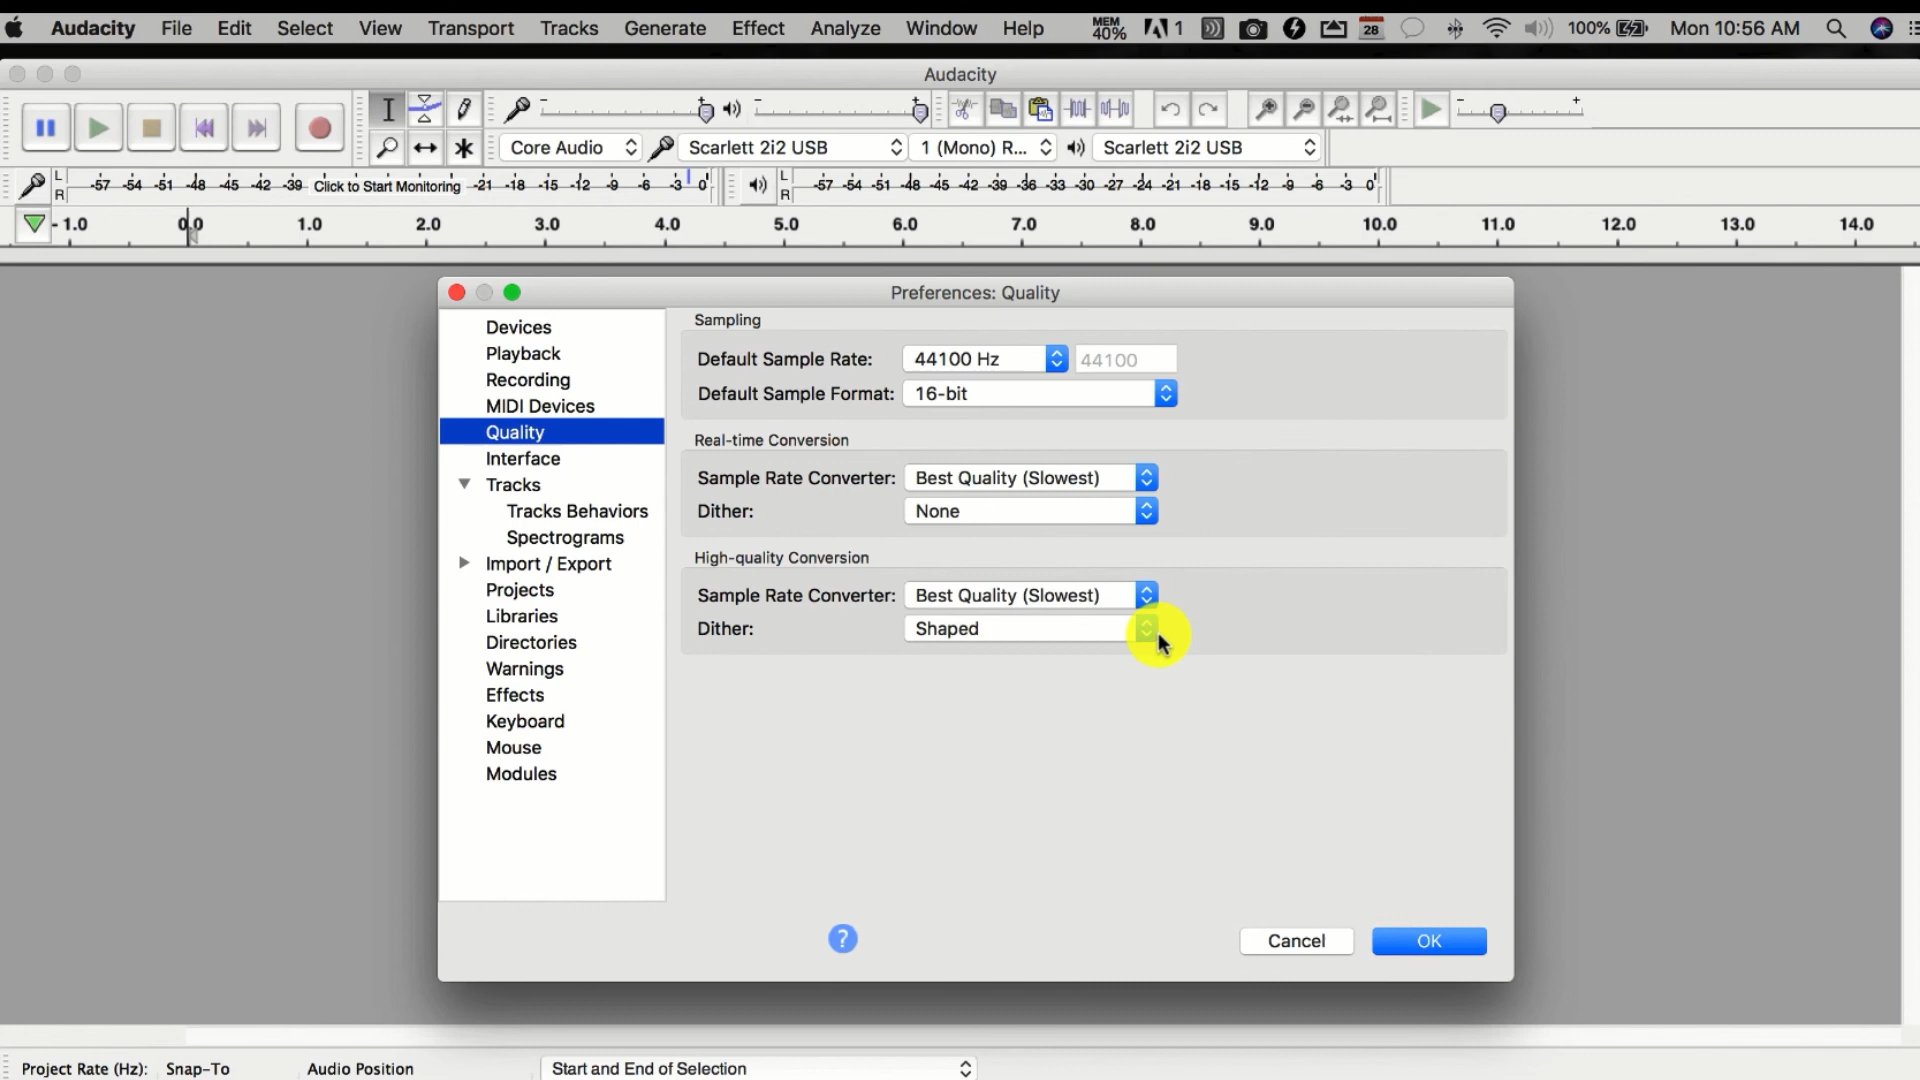 Audacity File Edit Select View Transport Tracks Generate Effect Analyze Window Help MEM 40% 1 28 100% Mon 10:56 AM
Audacity
Core Audio Scarlett 2i2 USB 1 (Mono) R... Scarlett 2i2 USB
L R -57 -54 -51 -48 -45 -42 -39 Click to Start Monitoring -21 -18 -15 -12 -9 -6 -3 0 L R -57 -54 -51 -48 -45 -42 -39 -36 -33 -30 -27 -24 -21 -18 -15 -12 -9 -6 -3 0
-1.0 0.0 1.0 2.0 3.0 4.0 5.0 6.0 7.0 8.0 9.0 10.0 11.0 12.0 13.0 14.0
Preferences: Quality
Devices
Playback
Recording
MIDI Devices
Quality
Interface
Tracks
Tracks Behaviors
Spectrograms
Import / Export
Projects
Libraries
Directories
Warnings
Effects
Keyboard
Mouse
Modules
Sampling
Default Sample Rate: 44100 Hz 44100
Default Sample Format: 16-bit
Real-time Conversion
Sample Rate Converter: Best Quality (Slowest)
Dither: None
High-quality Conversion
Sample Rate Converter: Best Quality (Slowest)
Dither: Shaped
? Cancel OK
Project Rate (Hz): Snap-To Audio Position Start and End of Selection